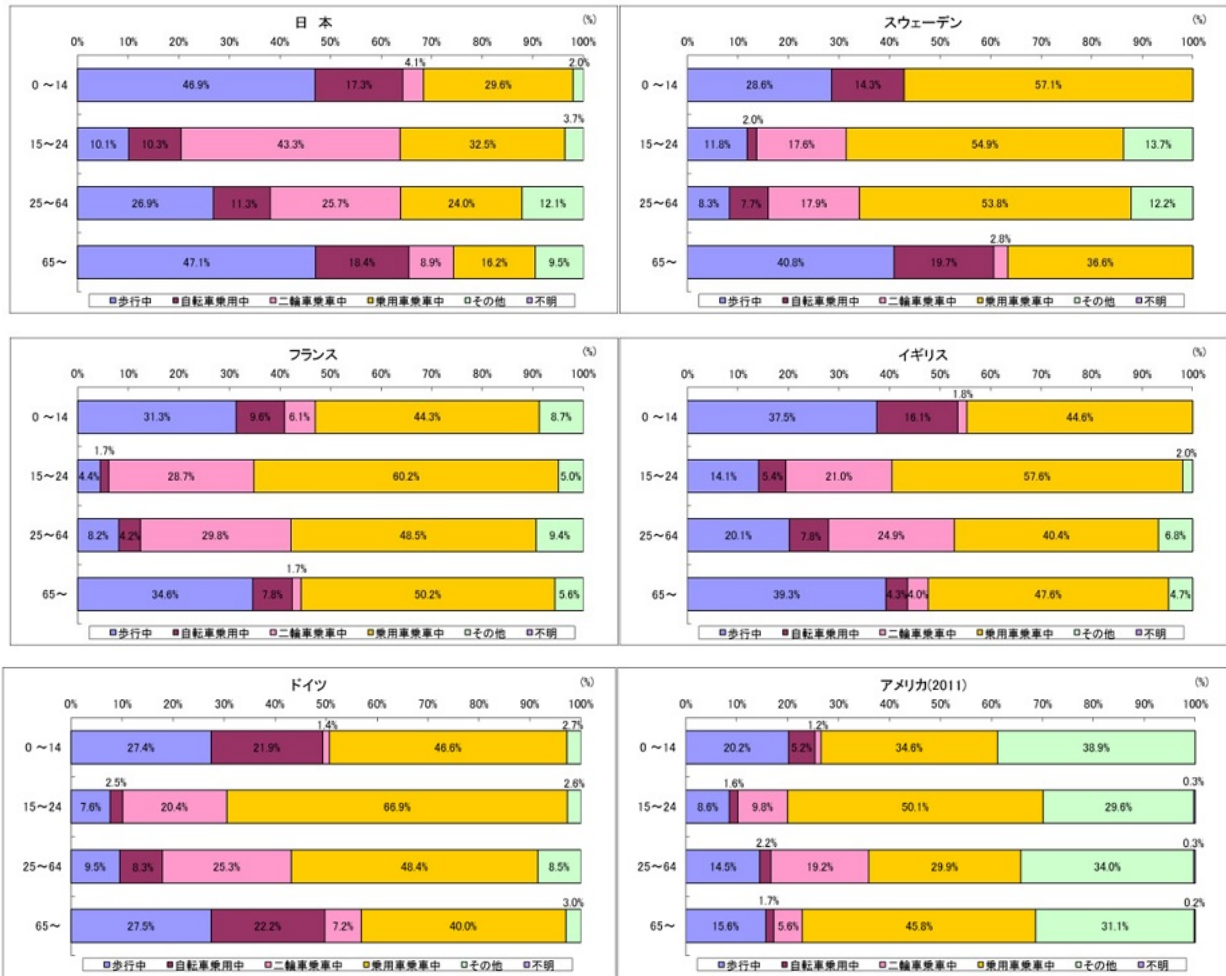 日 本
(%)
0% 10% 20% 30% 40% 50% 60% 70% 80% 90% 100%
4.1% 2.0%
0 ～14 46.9% 17.3% 29.6%
3.7%
15～24 10.1% 10.3% 43.3% 32.5%
25～64 26.9% 11.3% 25.7% 24.0% 12.1%
65～ 47.1% 18.4% 8.9% 16.2% 9.5%
歩行中 自転車乗用中 二輪車乗車中 乗用車乗車中 その他 不明
スウェーデン
(%)
0% 10% 20% 30% 40% 50% 60% 70% 80% 90% 100%
0 ～14 28.6% 14.3% 57.1%
2.0%
15～24 11.8% 17.6% 54.9% 13.7%
25～64 8.3% 7.7% 17.9% 53.8% 12.2%
2.8%
65～ 40.8% 19.7% 36.6%
歩行中 自転車乗用中 二輪車乗車中 乗用車乗車中 その他 不明
フランス
(%)
0% 10% 20% 30% 40% 50% 60% 70% 80% 90% 100%
0 ～14 31.3% 9.6% 6.1% 44.3% 8.7%
1.7%
15～24 4.4% 28.7% 60.2% 5.0%
25～64 8.2% 4.2% 29.8% 48.5% 9.4%
1.7%
65～ 34.6% 7.8% 50.2% 5.6%
歩行中 自転車乗用中 二輪車乗車中 乗用車乗車中 その他 不明
イギリス
(%)
0% 10% 20% 30% 40% 50% 60% 70% 80% 90% 100%
1.8%
0 ～14 37.5% 16.1% 44.6%
2.0%
15～24 14.1% 5.4% 21.0% 57.6%
25～64 20.1% 7.8% 24.9% 40.4% 6.8%
65～ 39.3% 4.3% 4.0% 47.6% 4.7%
歩行中 自転車乗用中 二輪車乗車中 乗用車乗車中 その他 不明
ドイツ
(%)
0% 10% 20% 30% 40% 50% 60% 70% 80% 90% 100%
1.4% 2.7%
0 ～14 27.4% 21.9% 46.6%
2.5% 2.6%
15～24 7.6% 20.4% 66.9%
25～64 9.5% 8.3% 25.3% 48.4% 8.5%
3.0%
65～ 27.5% 22.2% 7.2% 40.0%
歩行中 自転車乗用中 二輪車乗車中 乗用車乗車中 その他 不明
アメリカ(2011)
(%)
0% 10% 20% 30% 40% 50% 60% 70% 80% 90% 100%
1.2%
0 ～14 20.2% 5.2% 34.6% 38.9%
1.6% 0.3%
15～24 8.6% 9.8% 50.1% 29.6%
2.2% 0.3%
25～64 14.5% 19.2% 29.9% 34.0%
1.7% 0.2%
65～ 15.6% 5.6% 45.8% 31.1%
歩行中 自転車乗用中 二輪車乗車中 乗用車乗車中 その他 不明